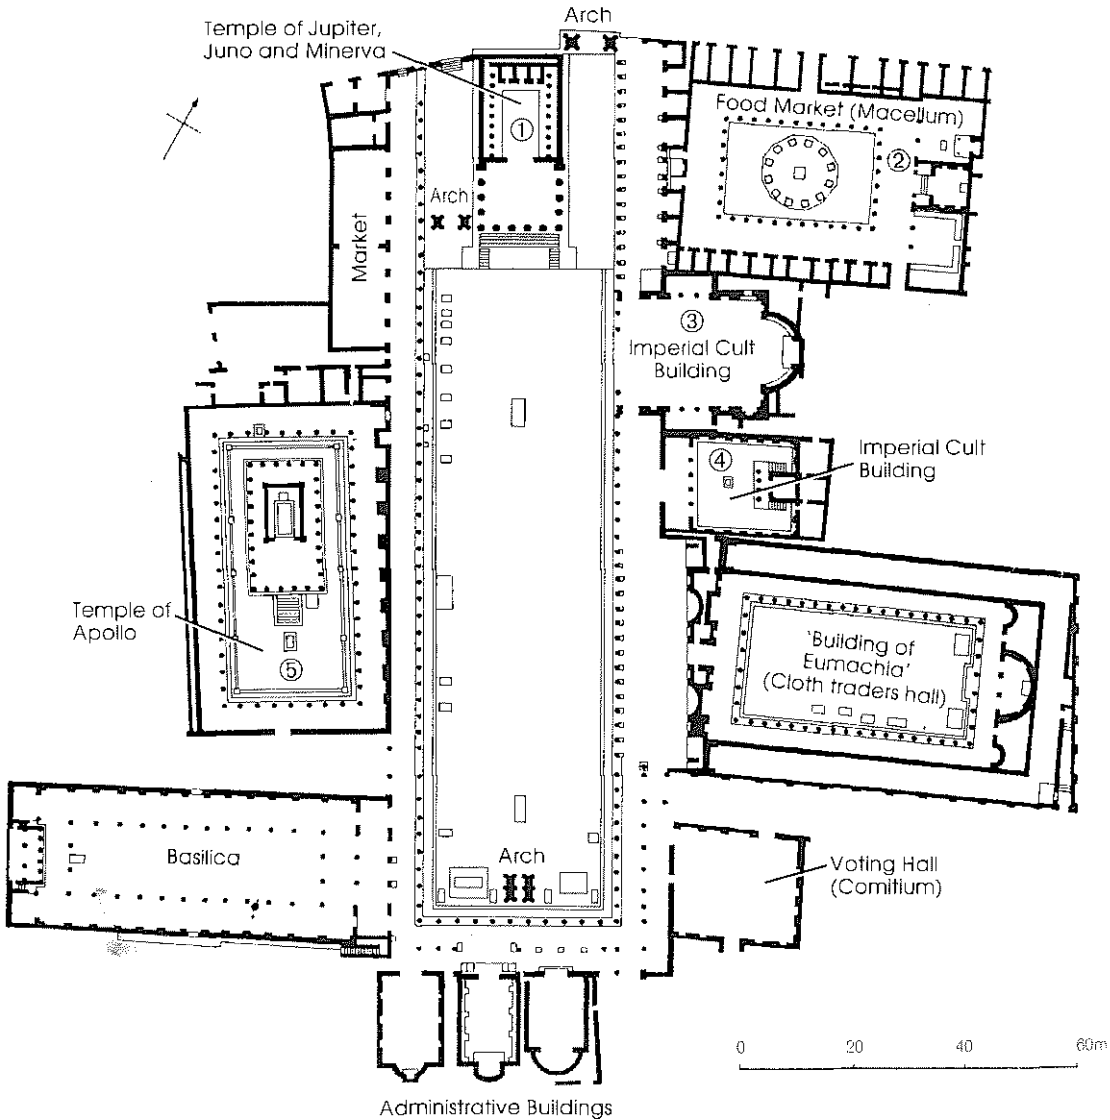 Arch
Temple of Jupiter,
Juno and Minerva
①
Food Market (Macellum)
②
Arch
Market
③
Imperial Cult
Building
④
Imperial Cult
Building
Temple of
Apollo
⑤
'Building of
Eumachia'
(Cloth traders hall)
Basilica
Arch
Voting Hall
(Comitium)
0 20 40 60m
Administrative Buildings